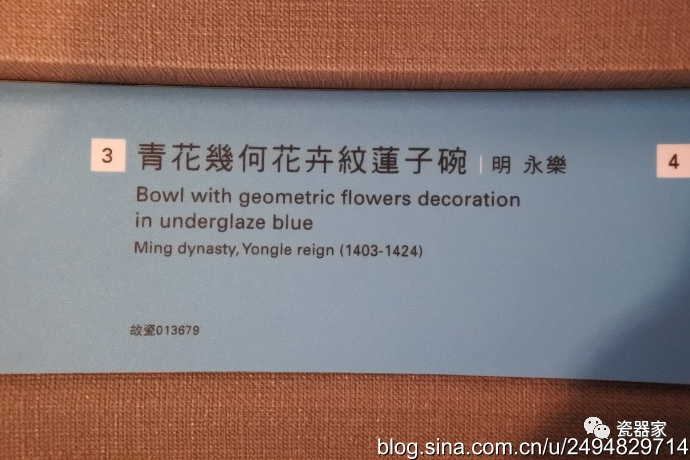 3 青花幾何花卉紋蓮子碗 | 明 永樂
4
Bowl with geometric flowers decoration
in underglaze blue
Ming dynasty, Yongle reign (1403-1424)
故瓷013679
瓷器家
blog.sina.com.cn/u/2494829714